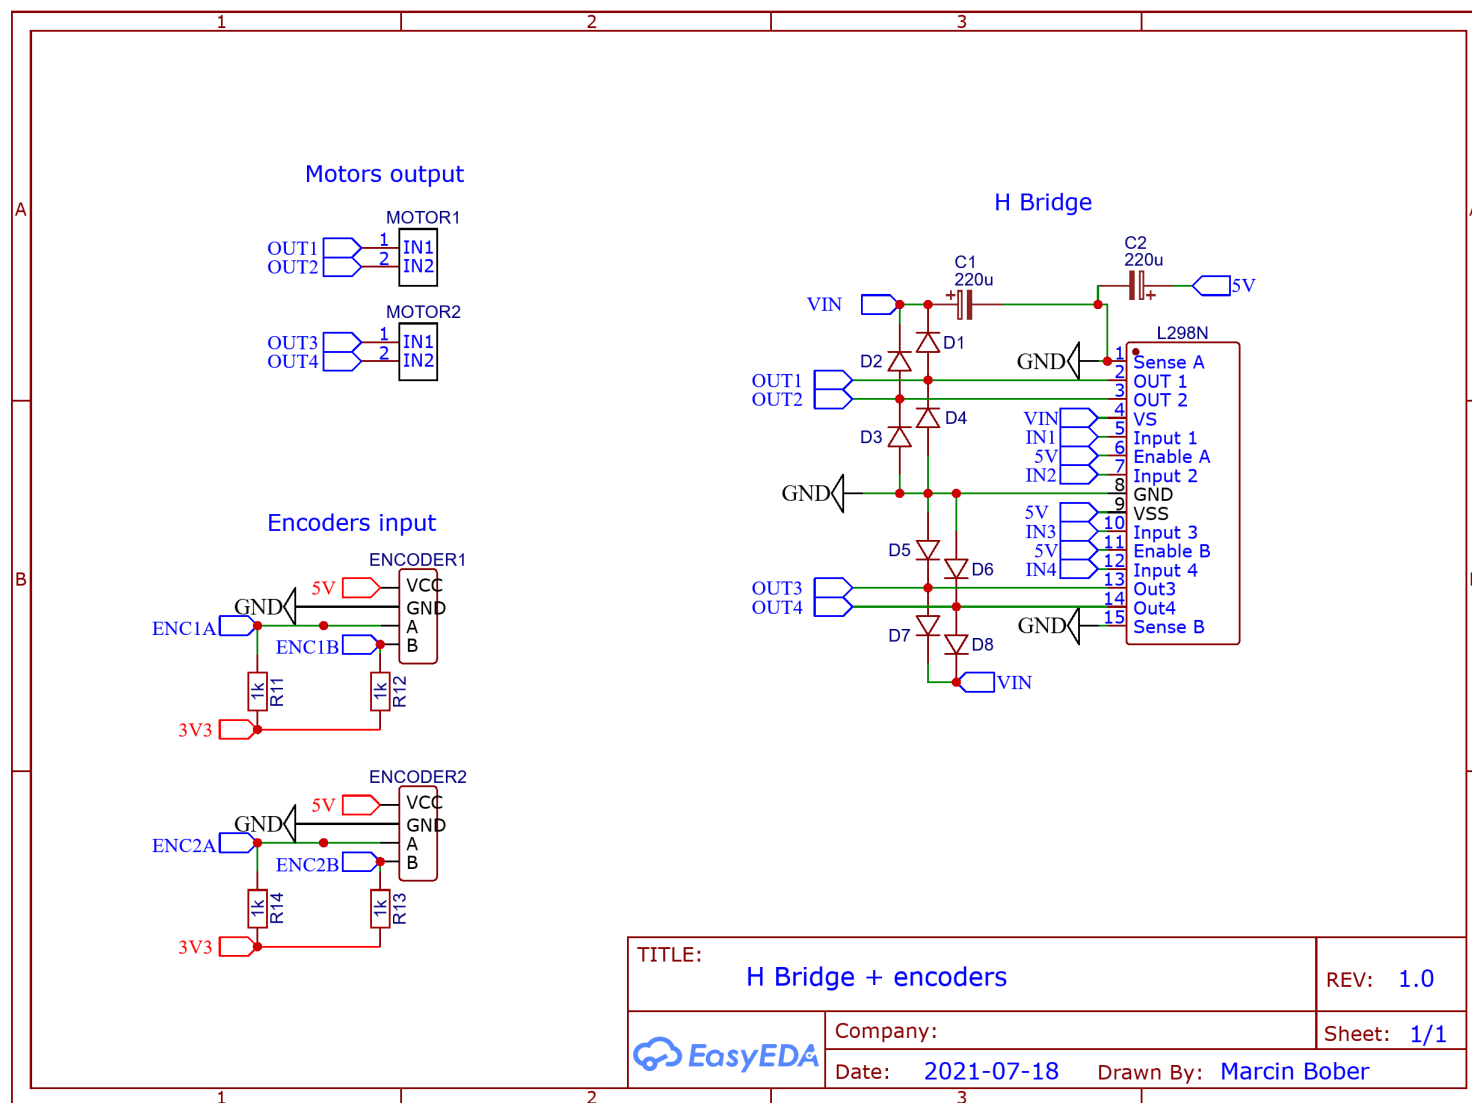 1 2 3
A
B
Motors output
MOTOR1
OUT1 1 IN1
OUT2 2 IN2
MOTOR2
OUT3 1 IN1
OUT4 2 IN2
Encoders input
ENCODER1
5V VCC
GND GND
ENC1A A
ENC1B B
1k R11
1k R12
3V3
ENCODER2
5V VCC
GND GND
ENC2A A
ENC2B B
1k R14
1k R13
3V3
H Bridge
C2
220u
5V
C1
220u
+
+
VIN
L298N
D1
D2
GND 1 Sense A
OUT1 2 OUT 1
OUT2 3 OUT 2
D4
D3
VIN 4 VS
IN1 5 Input 1
5V 6 Enable A
IN2 7 Input 2
GND 8 GND
5V 9 VSS
IN3 10 Input 3
5V 11 Enable B
IN4 12 Input 4
D5
D6
OUT3 13 Out3
OUT4 14 Out4
GND 15 Sense B
D7
D8
VIN
TITLE:
H Bridge + encoders
REV: 1.0
EasyEDA
Company:
Sheet: 1/1
Date: 2021-07-18 Drawn By: Marcin Bober
1 2 3